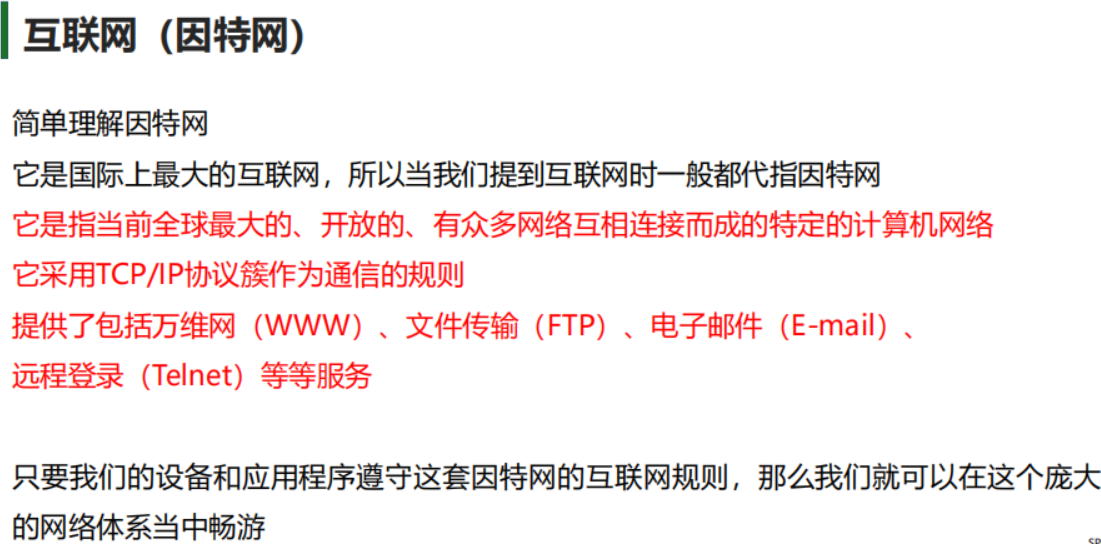 互联网（因特网）
简单理解因特网
它是国际上最大的互联网，所以当我们提到互联网时一般都代指因特网
它是指当前全球最大的、开放的、有众多网络互相连接而成的特定的计算机网络
它采用TCP/IP协议簇作为通信的规则
提供了包括万维网（WWW）、文件传输（FTP）、电子邮件（E-mail）、
远程登录（Telnet）等等服务
只要我们的设备和应用程序遵守这套因特网的互联网规则，那么我们就可以在这个庞大
的网络体系当中畅游